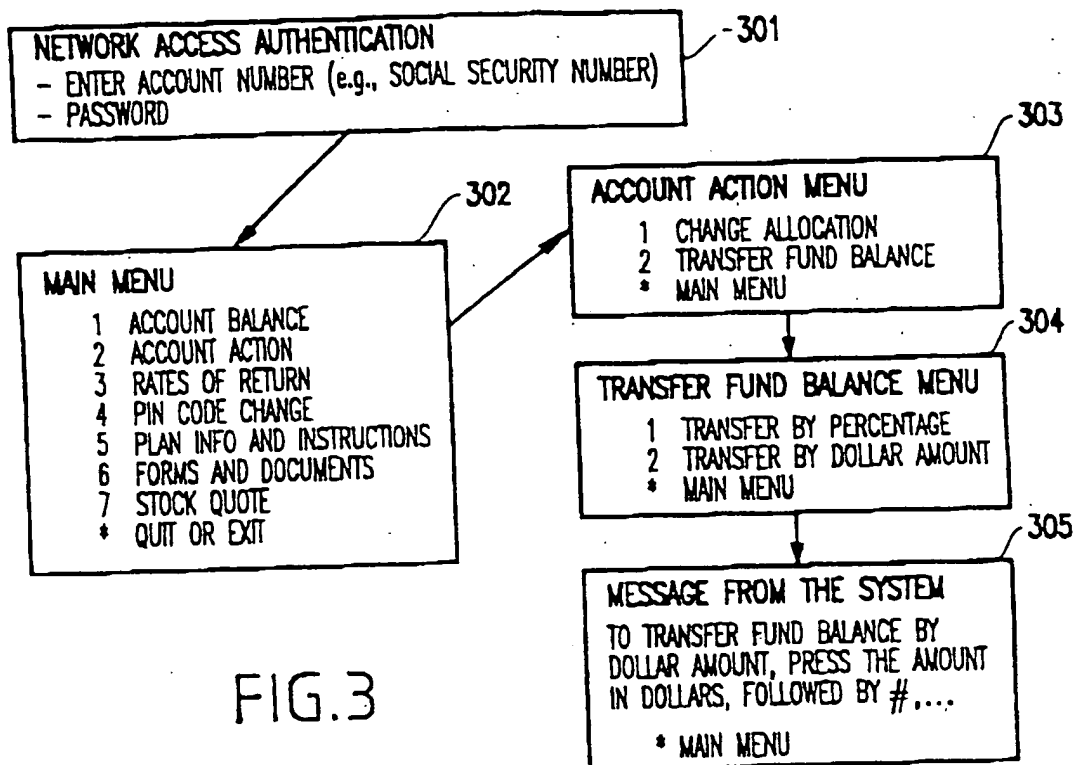 NETWORK ACCESS AUTHENTICATION
- ENTER ACCOUNT NUMBER (e.g., SOCIAL SECURITY NUMBER)
- PASSWORD
301
302
MAIN MENU
1 ACCOUNT BALANCE
2 ACCOUNT ACTION
3 RATES OF RETURN
4 PIN CODE CHANGE
5 PLAN INFO AND INSTRUCTIONS
6 FORMS AND DOCUMENTS
7 STOCK QUOTE
* QUIT OR EXIT
303
ACCOUNT ACTION MENU
1 CHANGE ALLOCATION
2 TRANSFER FUND BALANCE
* MAIN MENU
304
TRANSFER FUND BALANCE MENU
1 TRANSFER BY PERCENTAGE
2 TRANSFER BY DOLLAR AMOUNT
* MAIN MENU
305
MESSAGE FROM THE SYSTEM
TO TRANSFER FUND BALANCE BY
DOLLAR AMOUNT, PRESS THE AMOUNT
IN DOLLARS, FOLLOWED BY #,...
* MAIN MENU
FIG.3